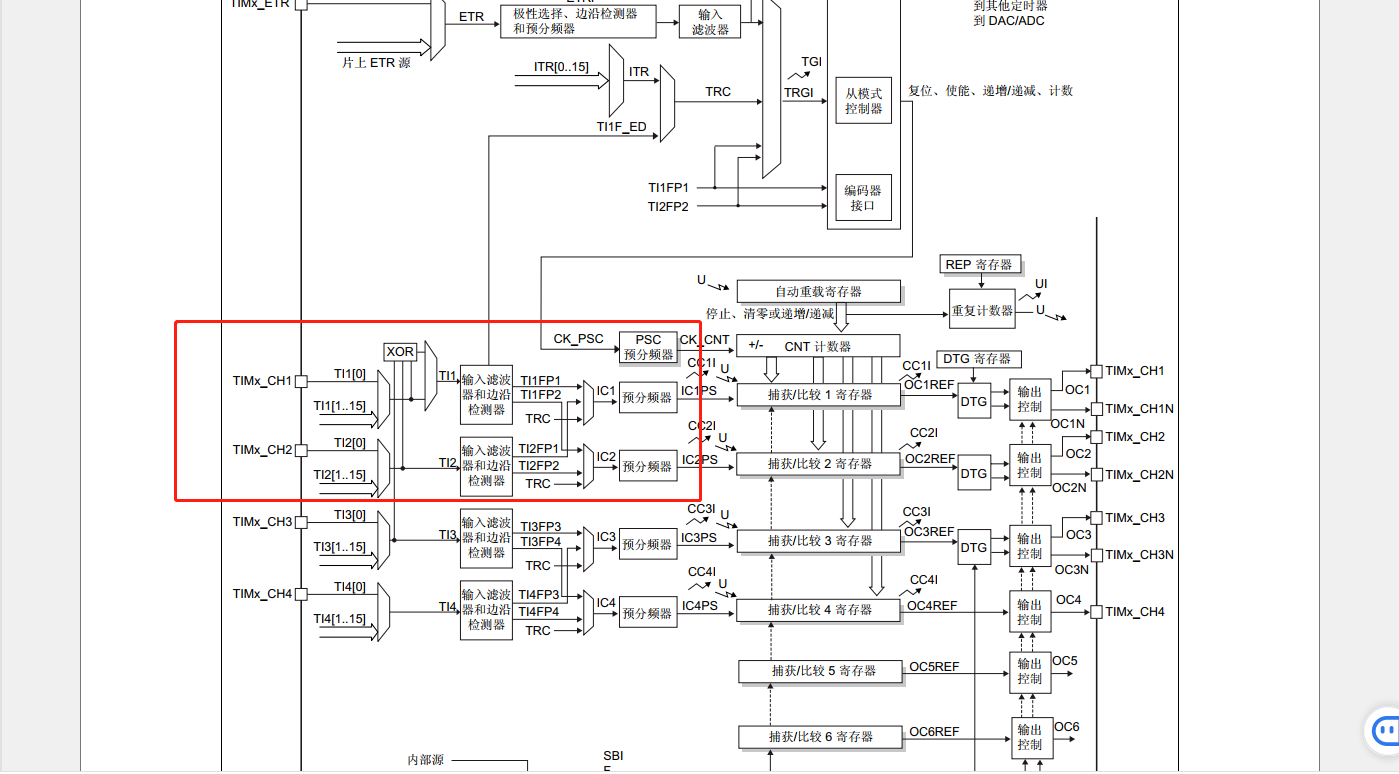 TIMx_ETR
ETR
极性选择、边沿检测器
和预分频器
输入
滤波器
到其他定时器
到 DAC/ADC
片上 ETR 源
ITR[0..15]
ITR
TRC
TI1F_ED
TGI
TRGI
从模式
控制器
复位、使能、递增/递减、计数
TI1FP1
TI2FP2
编码器
接口
REP 寄存器
U
自动重载寄存器
UI
重复计数器
U
停止、清零或递增/递减
CK_PSC
PSC
预分频器
CK_CNT
+/-
CNT 计数器
DTG 寄存器
XOR
TIMx_CH1
TI1[0]
TI1[1..15]
TI1
输入滤波
器和边沿
检测器
TI1FP1
TI1FP2
TRC
IC1
预分频器
CC1I
U
IC1PS
捕获/比较 1 寄存器
CC1I
OC1REF
DTG
输出
控制
OC1
TIMx_CH1
TIMx_CH1N
OC1N
TIMx_CH2
TI2[0]
TI2[1..15]
TI2
输入滤波
器和边沿
检测器
TI2FP1
TI2FP2
TRC
IC2
预分频器
CC2I
U
IC2PS
捕获/比较 2 寄存器
CC2I
OC2REF
DTG
输出
控制
OC2
TIMx_CH2
TIMx_CH2N
OC2N
TIMx_CH3
TI3[0]
TI3[1..15]
TI3
输入滤波
器和边沿
检测器
TI3FP3
TI3FP4
TRC
IC3
预分频器
CC3I
U
IC3PS
捕获/比较 3 寄存器
CC3I
OC3REF
DTG
输出
控制
OC3
TIMx_CH3
TIMx_CH3N
OC3N
TIMx_CH4
TI4[0]
TI4[1..15]
TI4
输入滤波
器和边沿
检测器
TI4FP3
TI4FP4
TRC
IC4
预分频器
CC4I
U
IC4PS
捕获/比较 4 寄存器
CC4I
OC4REF
输出
控制
OC4
TIMx_CH4
捕获/比较 5 寄存器
OC5REF
输出
控制
OC5
捕获/比较 6 寄存器
OC6REF
输出
控制
OC6
内部源
SBI